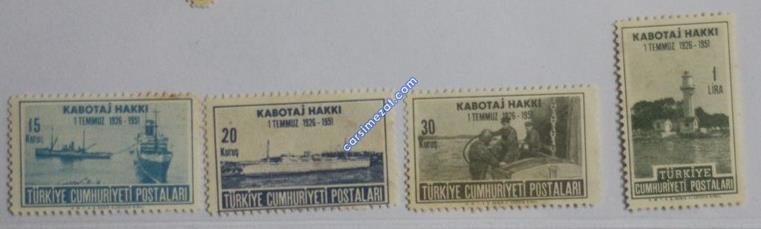 KABOTAJ HAKKI
1 TEMMUZ 1926 - 1951
15
Kuruş
TÜRKİYE CUMHURİYETİ POSTALARI
KABOTAJ HAKKI
1 TEMMUZ 1926 - 1951
20
Kuruş
TÜRKİYE CUMHURİYETİ POSTALARI
KABOTAJ HAKKI
1 TEMMUZ 1926 - 1951
30
Kuruş
TÜRKİYE CUMHURİYETİ POSTALARI
KABOTAJ HAKKI
1 TEMMUZ 1926 - 1951
1
LİRA
TÜRKİYE
CUMHURİYETİ POSTALARI
carsimezat.com